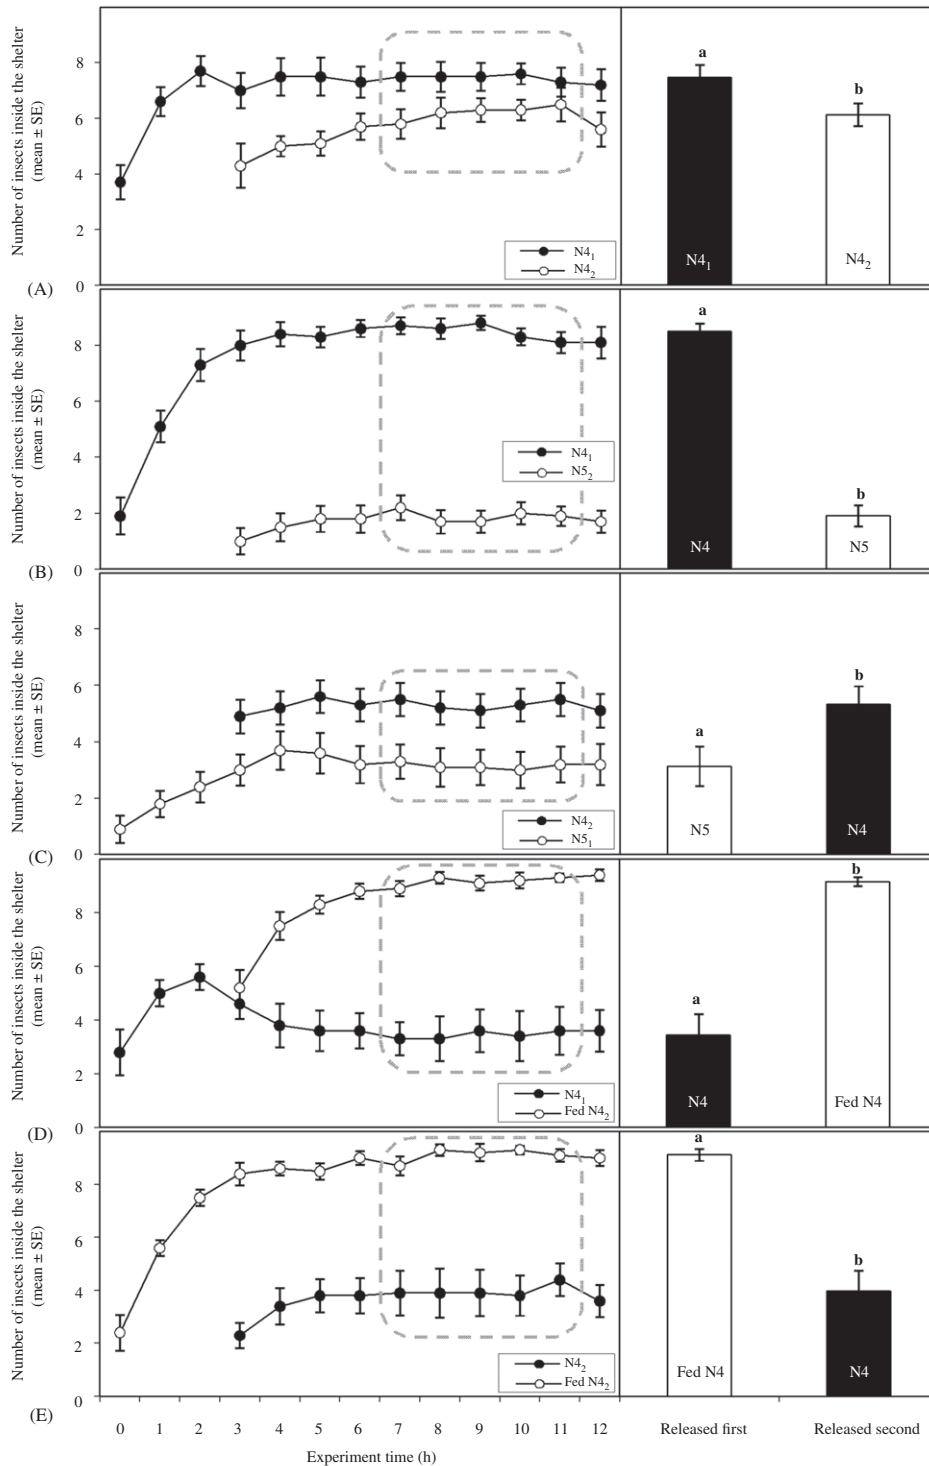 Number of insects inside the shelter
(mean ± SE)
8
6
4
2
0
N4₁
N4₂
a
b
N4₁
N4₂
(A)
Number of insects inside the shelter
(mean ± SE)
8
6
4
2
0
N4₁
N5₂
a
b
N4
N5
(B)
Number of insects inside the shelter
(mean ± SE)
8
6
4
2
0
N4₂
N5₁
a
b
N5
N4
(C)
Number of insects inside the shelter
(mean ± SE)
8
6
4
2
0
N4₁
Fed N4₂
a
b
N4
Fed N4
(D)
Number of insects inside the shelter
(mean ± SE)
8
6
4
2
0
N4₂
Fed N4₂
a
b
Fed N4
N4
(E)
0 1 2 3 4 5 6 7 8 9 10 11 12
Experiment time (h)
Released first
Released second